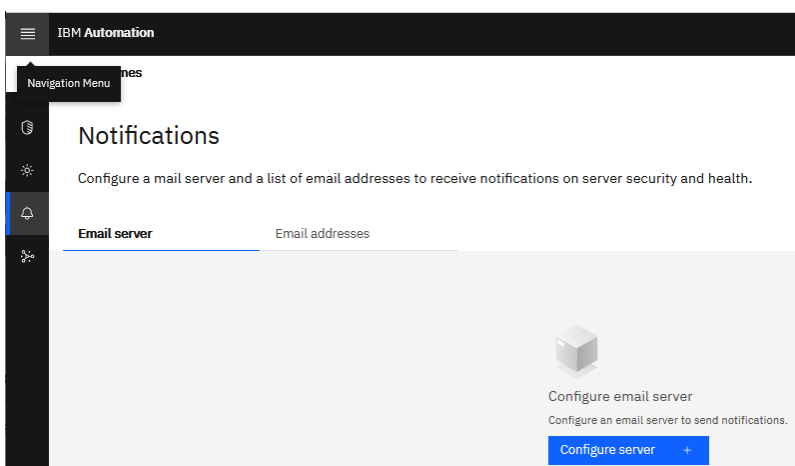 IBM Automation
mes
Navigation Menu
Notifications
Configure a mail server and a list of email addresses to receive notifications on server security and health.
Email server
Email addresses
Configure email server
Configure an email server to send notifications.
Configure server +